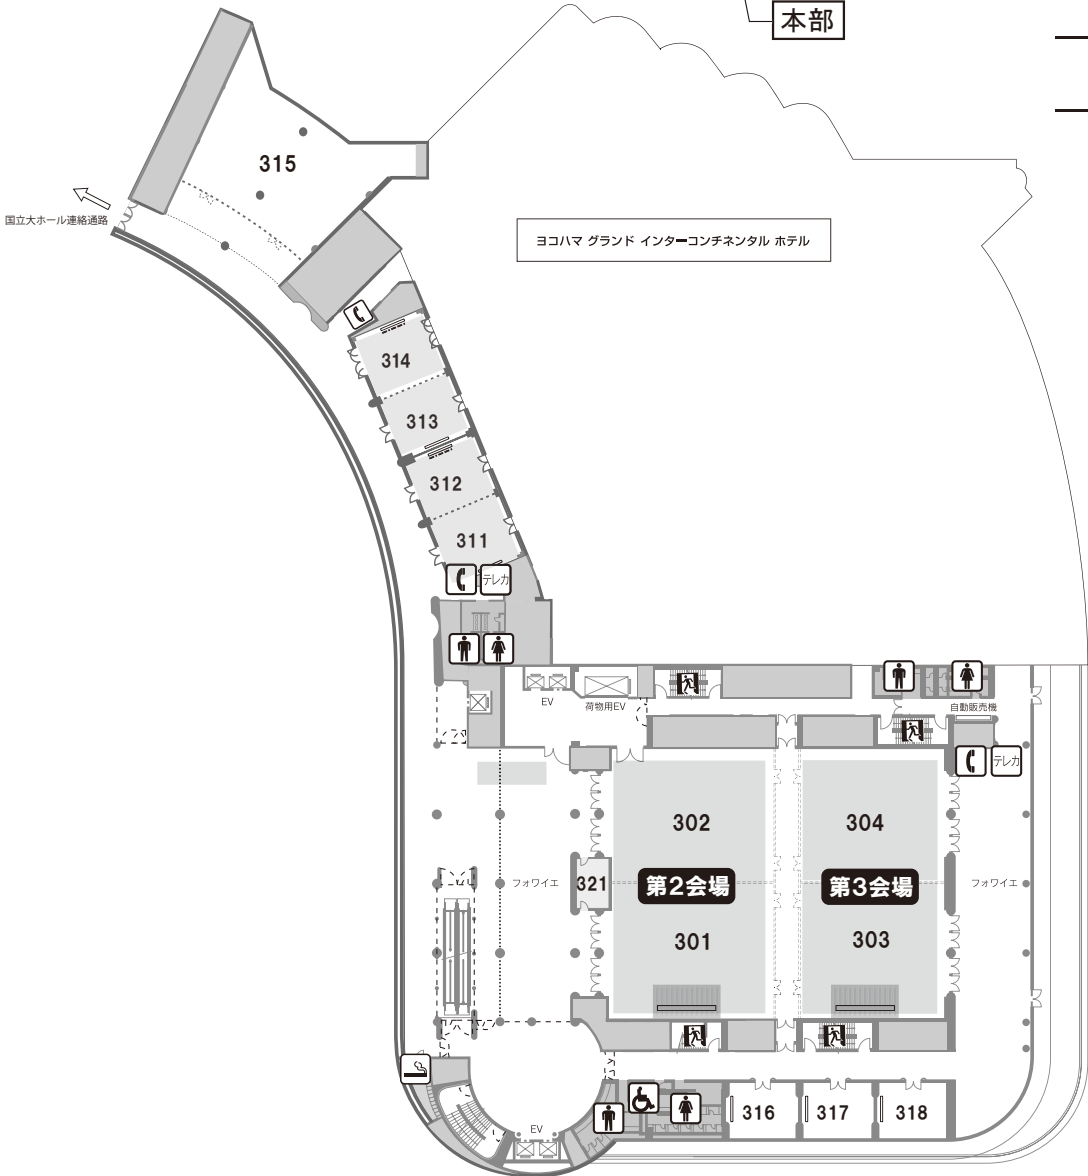 本部
315
国立大ホール連絡通路
ヨコハマ グランド インターコンチネンタル ホテル
314
313
312
311
テレカ
EV
荷物用EV
自動販売機
テレカ
302
304
フォワイエ
321
第2会場
第3会場
フォワイエ
301
303
EV
316
317
318